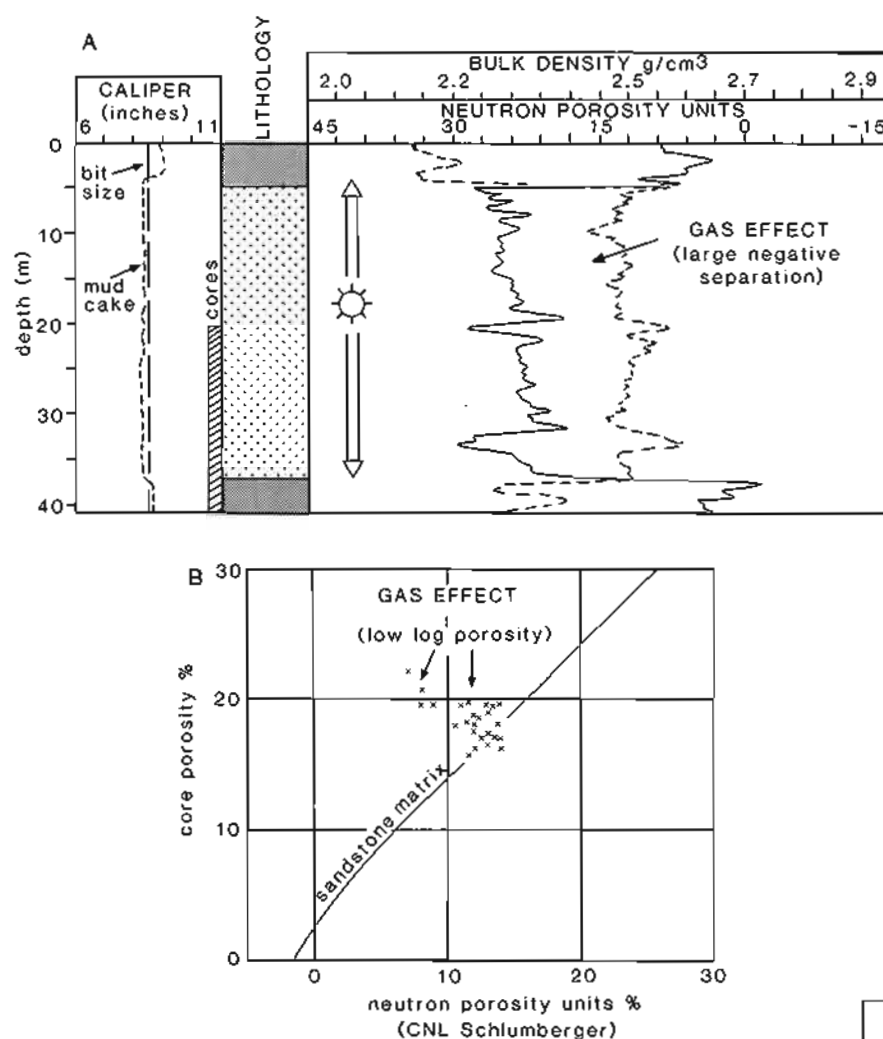 A
LITHOLOGY
BULK DENSITY g/cm3
2.0 2.2 2.5 2.7 2.9
CALIPER
(inches)
6 11
NEUTRON POROSITY UNITS
45 30 15 0 -15
0
bit
size
GAS EFFECT
(large negative
separation)
10
mud
cake
cores
depth (m)
20
30
40
B
30
GAS EFFECT
(low log porosity)
20
core porosity %
sandstone matrix
10
0
0 10 20 30
neutron porosity units %
(CNL Schlumberger)